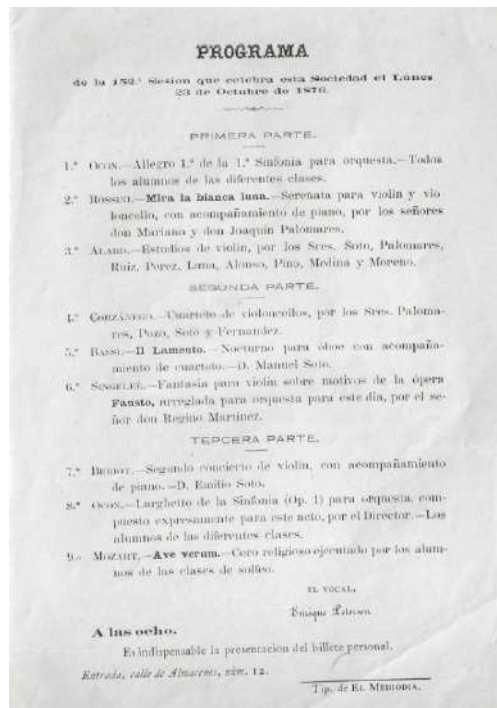 PROGRAMA
de la 152.ª Sesion que celebra esta Sociedad el Lunes
23 de Octubre de 1876.
PRIMERA PARTE.
1.º OCON.—Allegro 1.º de la 1.ª Sinfonía para orquesta.—Todos
los alumnos de las diferentes clases.
2.º ROSSINI.—Mira la bianca luna.—Serenata para violin y vio
loncello, con acompañamiento de piano, por los señores
don Mariano y don Joaquin Palomares.
3.º ALARD.—Estudios de violin, por los Sres. Soto, Palomares,
Ruiz, Perez, Lima, Alonso, Pino, Medina y Moreno.
SEGUNDA PARTE.
4.º Cuarteto de violoncellos, por los Sres. Paloma-
res, Pozo, Soto y Fernandez.
5.º BASSI.—Il Lamento.—Nocturno para óboe con acompaña-
miento de cuarteto.—D. Manuel Soto.
6.º SINGELEÉ.—Fantasía para violin sobre motivos de la ópera
Fausto, arreglada para orquesta para este dia, por el se-
ñor don Regino Martinez.
TERCERA PARTE.
7.º BERIOT.—Segundo concierto de violin, con acompañamiento
de piano.—D. Emilio Soto.
8.º OCON.—Larghetto de la Sinfonía (Op. 1) para orquesta, com-
puesto expresamente para este acto, por el Director.—Los
alumnos de las diferentes clases.
9.º MOZART.—Ave verum.—Coro religioso ejecutado por los alum-
nos de las clases de solfeo.
EL VOCAL,
Enrique Petersen
A las ocho.
Es indispensable la presentacion del billete personal.
Entrada, calle de Almacenes, núm. 12.
Tip. de EL MEDIODIA.